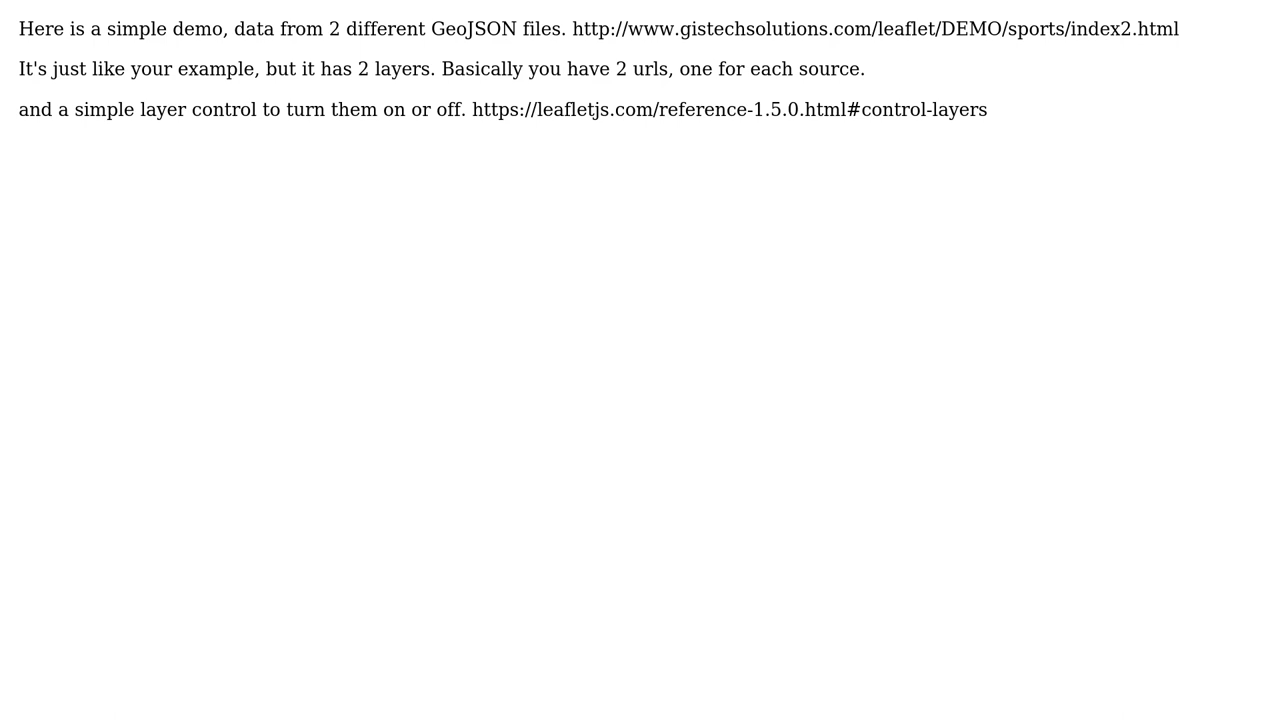 Here is a simple demo, data from 2 different GeoJSON files. http://www.gistechsolutions.com/leaflet/DEMO/sports/index2.html
It's just like your example, but it has 2 layers. Basically you have 2 urls, one for each source.
and a simple layer control to turn them on or off. https://leafletjs.com/reference-1.5.0.html#control-layers